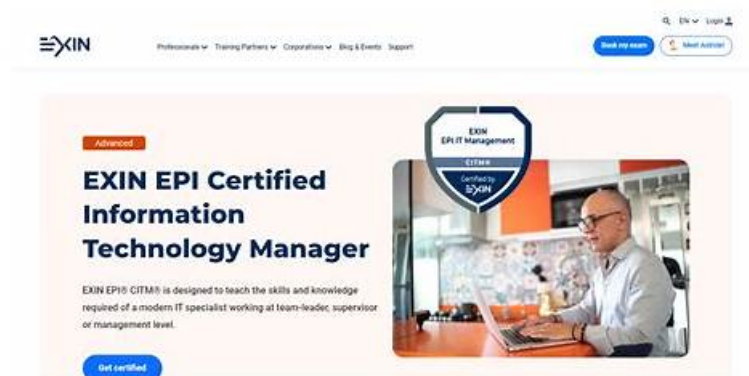 EN Login
EXIN
Professionals Training Partners Corporations Blog & Events Support
Book my exam
Meet
Advanced
EXIN
EPI IT Management
CITM®
Certified by
EXIN
EXIN EPI Certified
Information
Technology Manager
EXIN EPI® CITM® is designed to teach the skills and knowledge
required of a modern IT specialist working at team-leader, supervisor
or management level.
Get certified